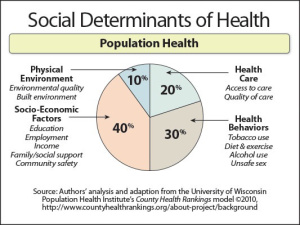 Social Determinants of Health
Population Health
Physical
Environment
Environmental quality
Built environment
Socio-Economic
Factors
Education
Employment
Income
Family/social support
Community safety
10%
20%
40%
30%
Health
Care
Access to care
Quality of care
Health
Behaviors
Tobacco use
Diet & exercise
Alcohol use
Unsafe sex
Source: Authors' analysis and adaption from the University of Wisconsin
Population Health Institute's County Health Rankings model ©2010,
http://www.countyhealthrankings.org/about-project/background